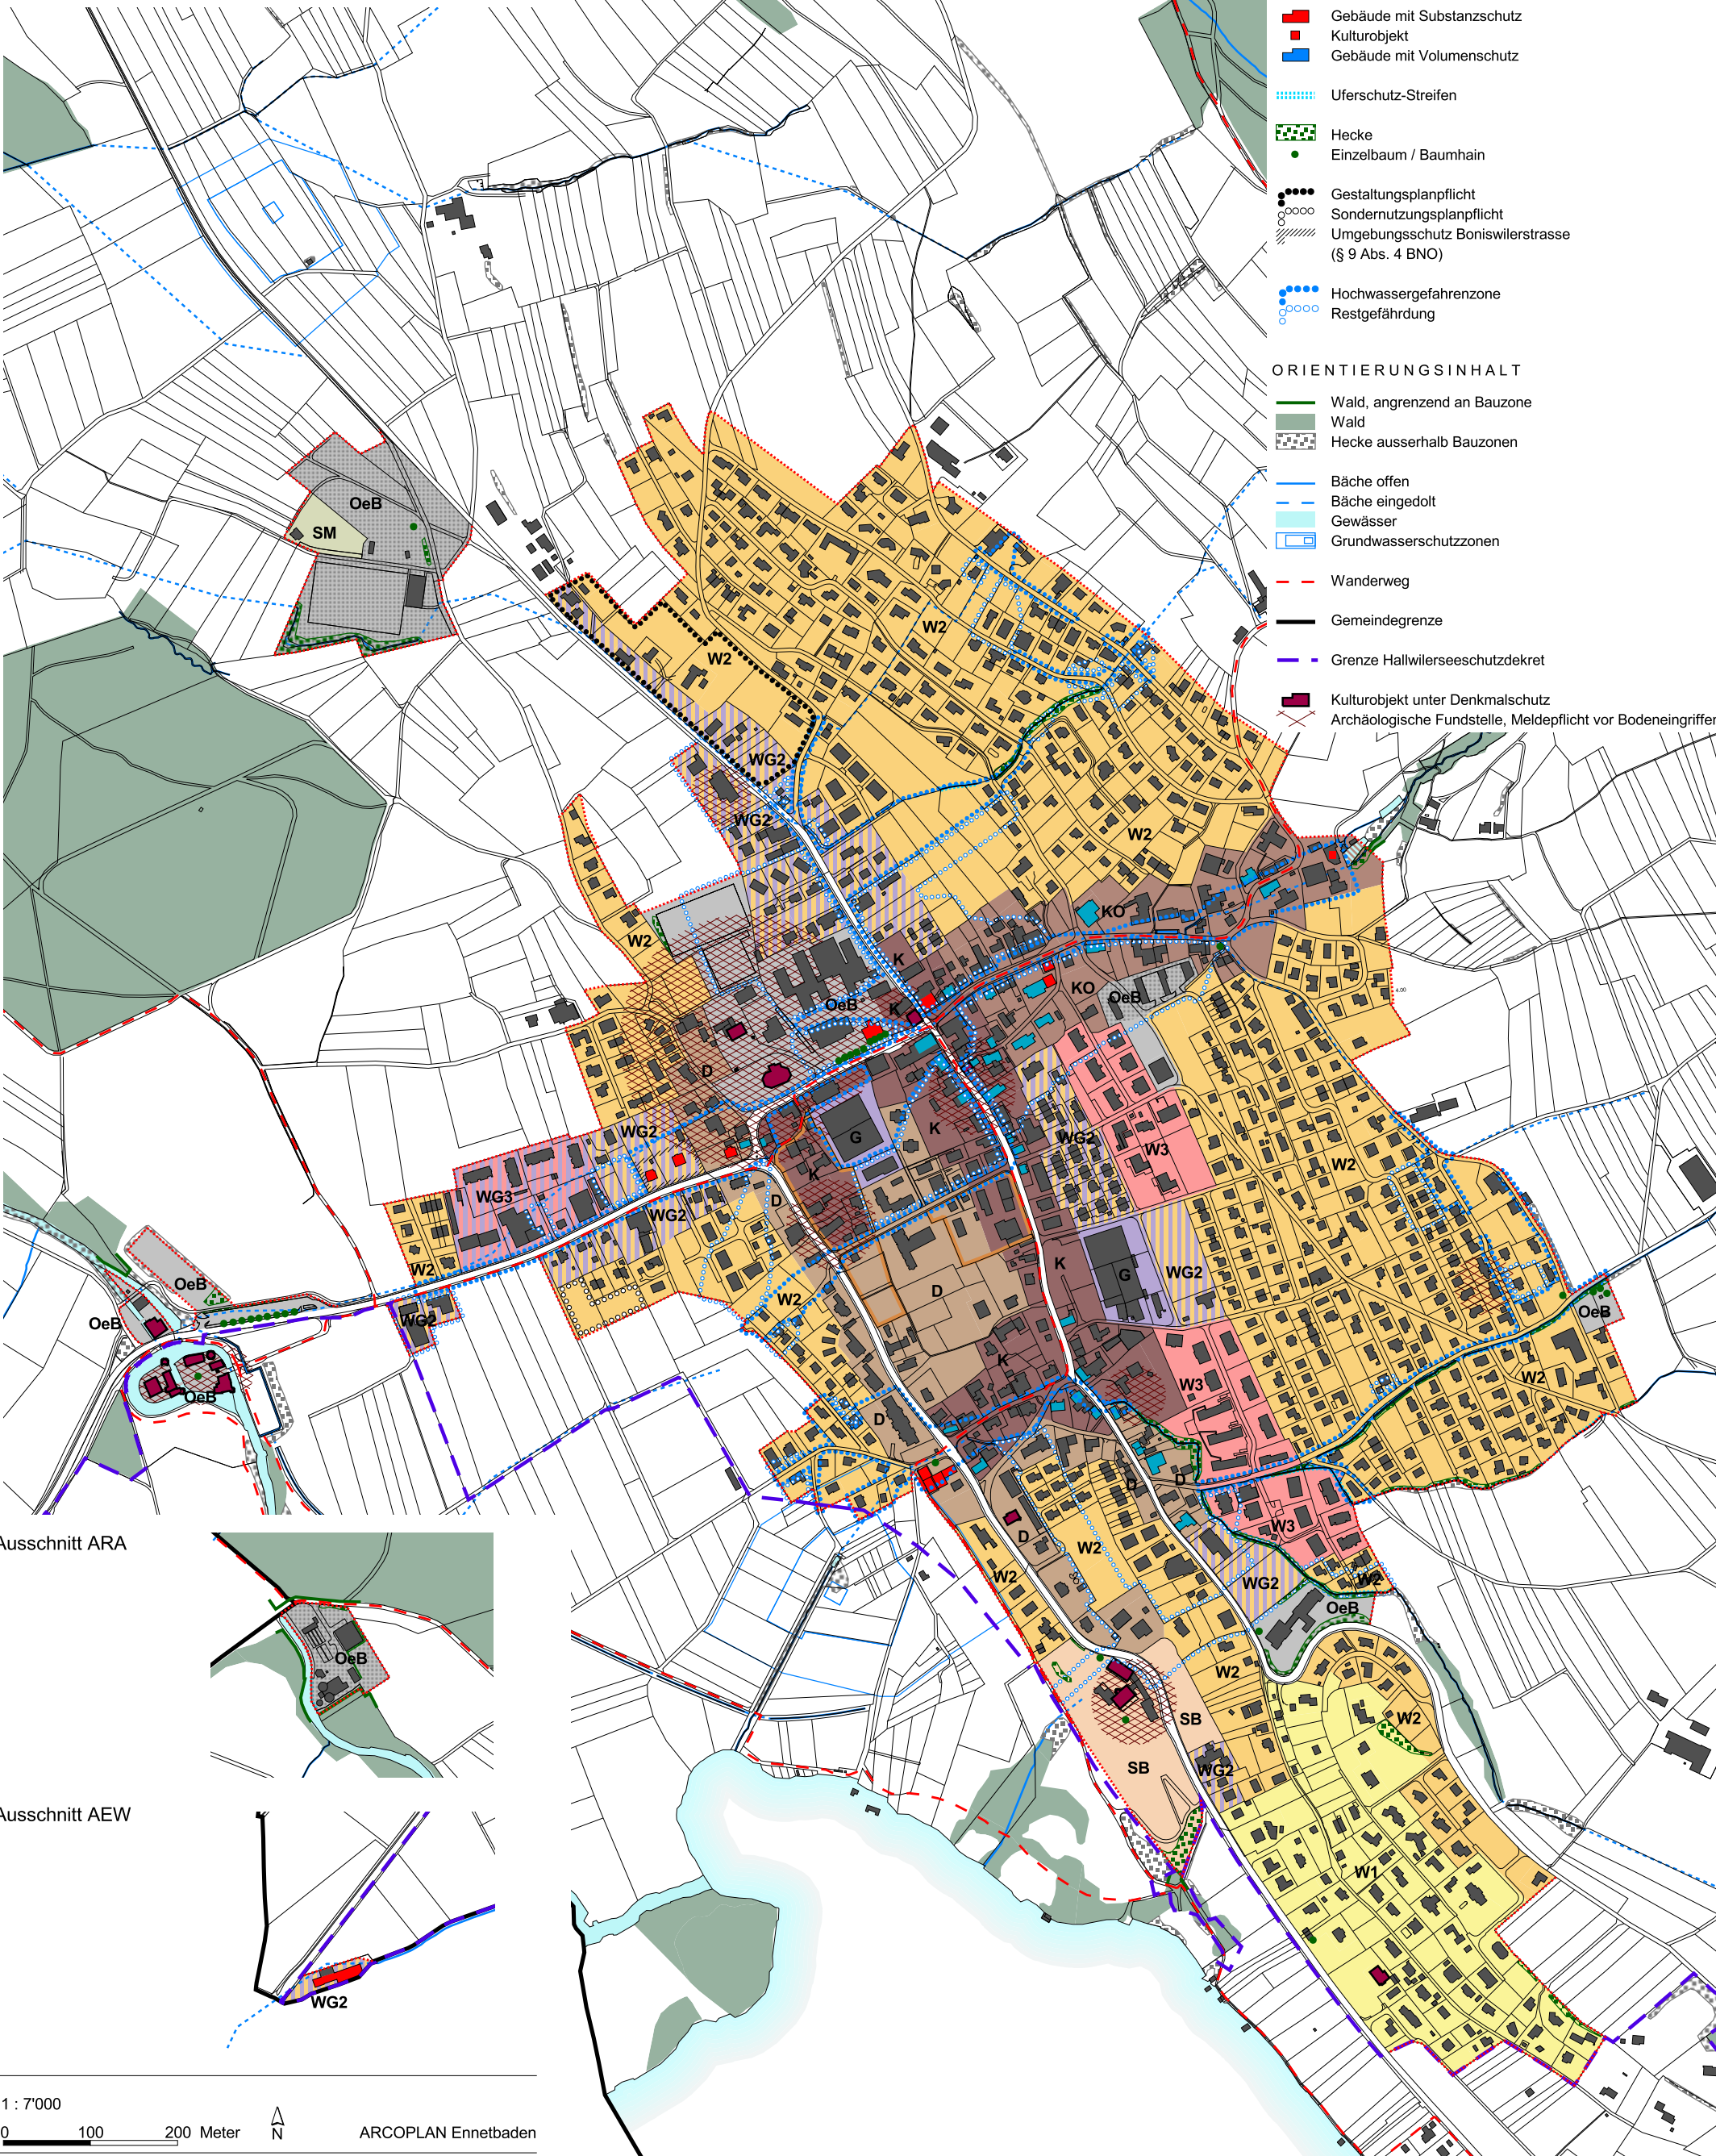 Gebäude mit Substanzschutz
Kulturobjekt
Gebäude mit Volumenschutz
Uferschutz-Streifen
Hecke
Einzelbaum / Baumhain
Gestaltungsplanpflicht
Sondernutzungsplanpflicht
Umgebungsschutz Boniswilerstrasse
(§ 9 Abs. 4 BNO)
Hochwassergefahrenzone
Restgefährdung
ORIENTIERUNGSINHALT
Wald, angrenzend an Bauzone
Wald
Hecke ausserhalb Bauzonen
Bäche offen
Bäche eingedolt
Gewässer
Grundwasserschutzzonen
Wanderweg
Gemeindegrenze
Grenze Hallwilerseeschutzdekret
Kulturobjekt unter Denkmalschutz
Archäologische Fundstelle, Meldepflicht vor Bodeneingriffen
OeB
SM
W2
W2
WG2
WG2
W2
KO
W2
K
KO
OeB
OeB
K
4.00
D
WG2
G
K
WG2
W3
W2
K
WG3
D
WG2
W2
K
WG2
G
OeB
D
W2
OeB
OeB
WG2
K
W3
W2
OeB
D
D
D
W3
D
W2
W2
WG2
W2
OeB
Ausschnitt ARA
OeB
W2
SB
W2
SB
WG2
Ausschnitt AEW
W1
WG2
1 : 7'000
0 100 200 Meter
N
ARCOPLAN Ennetbaden